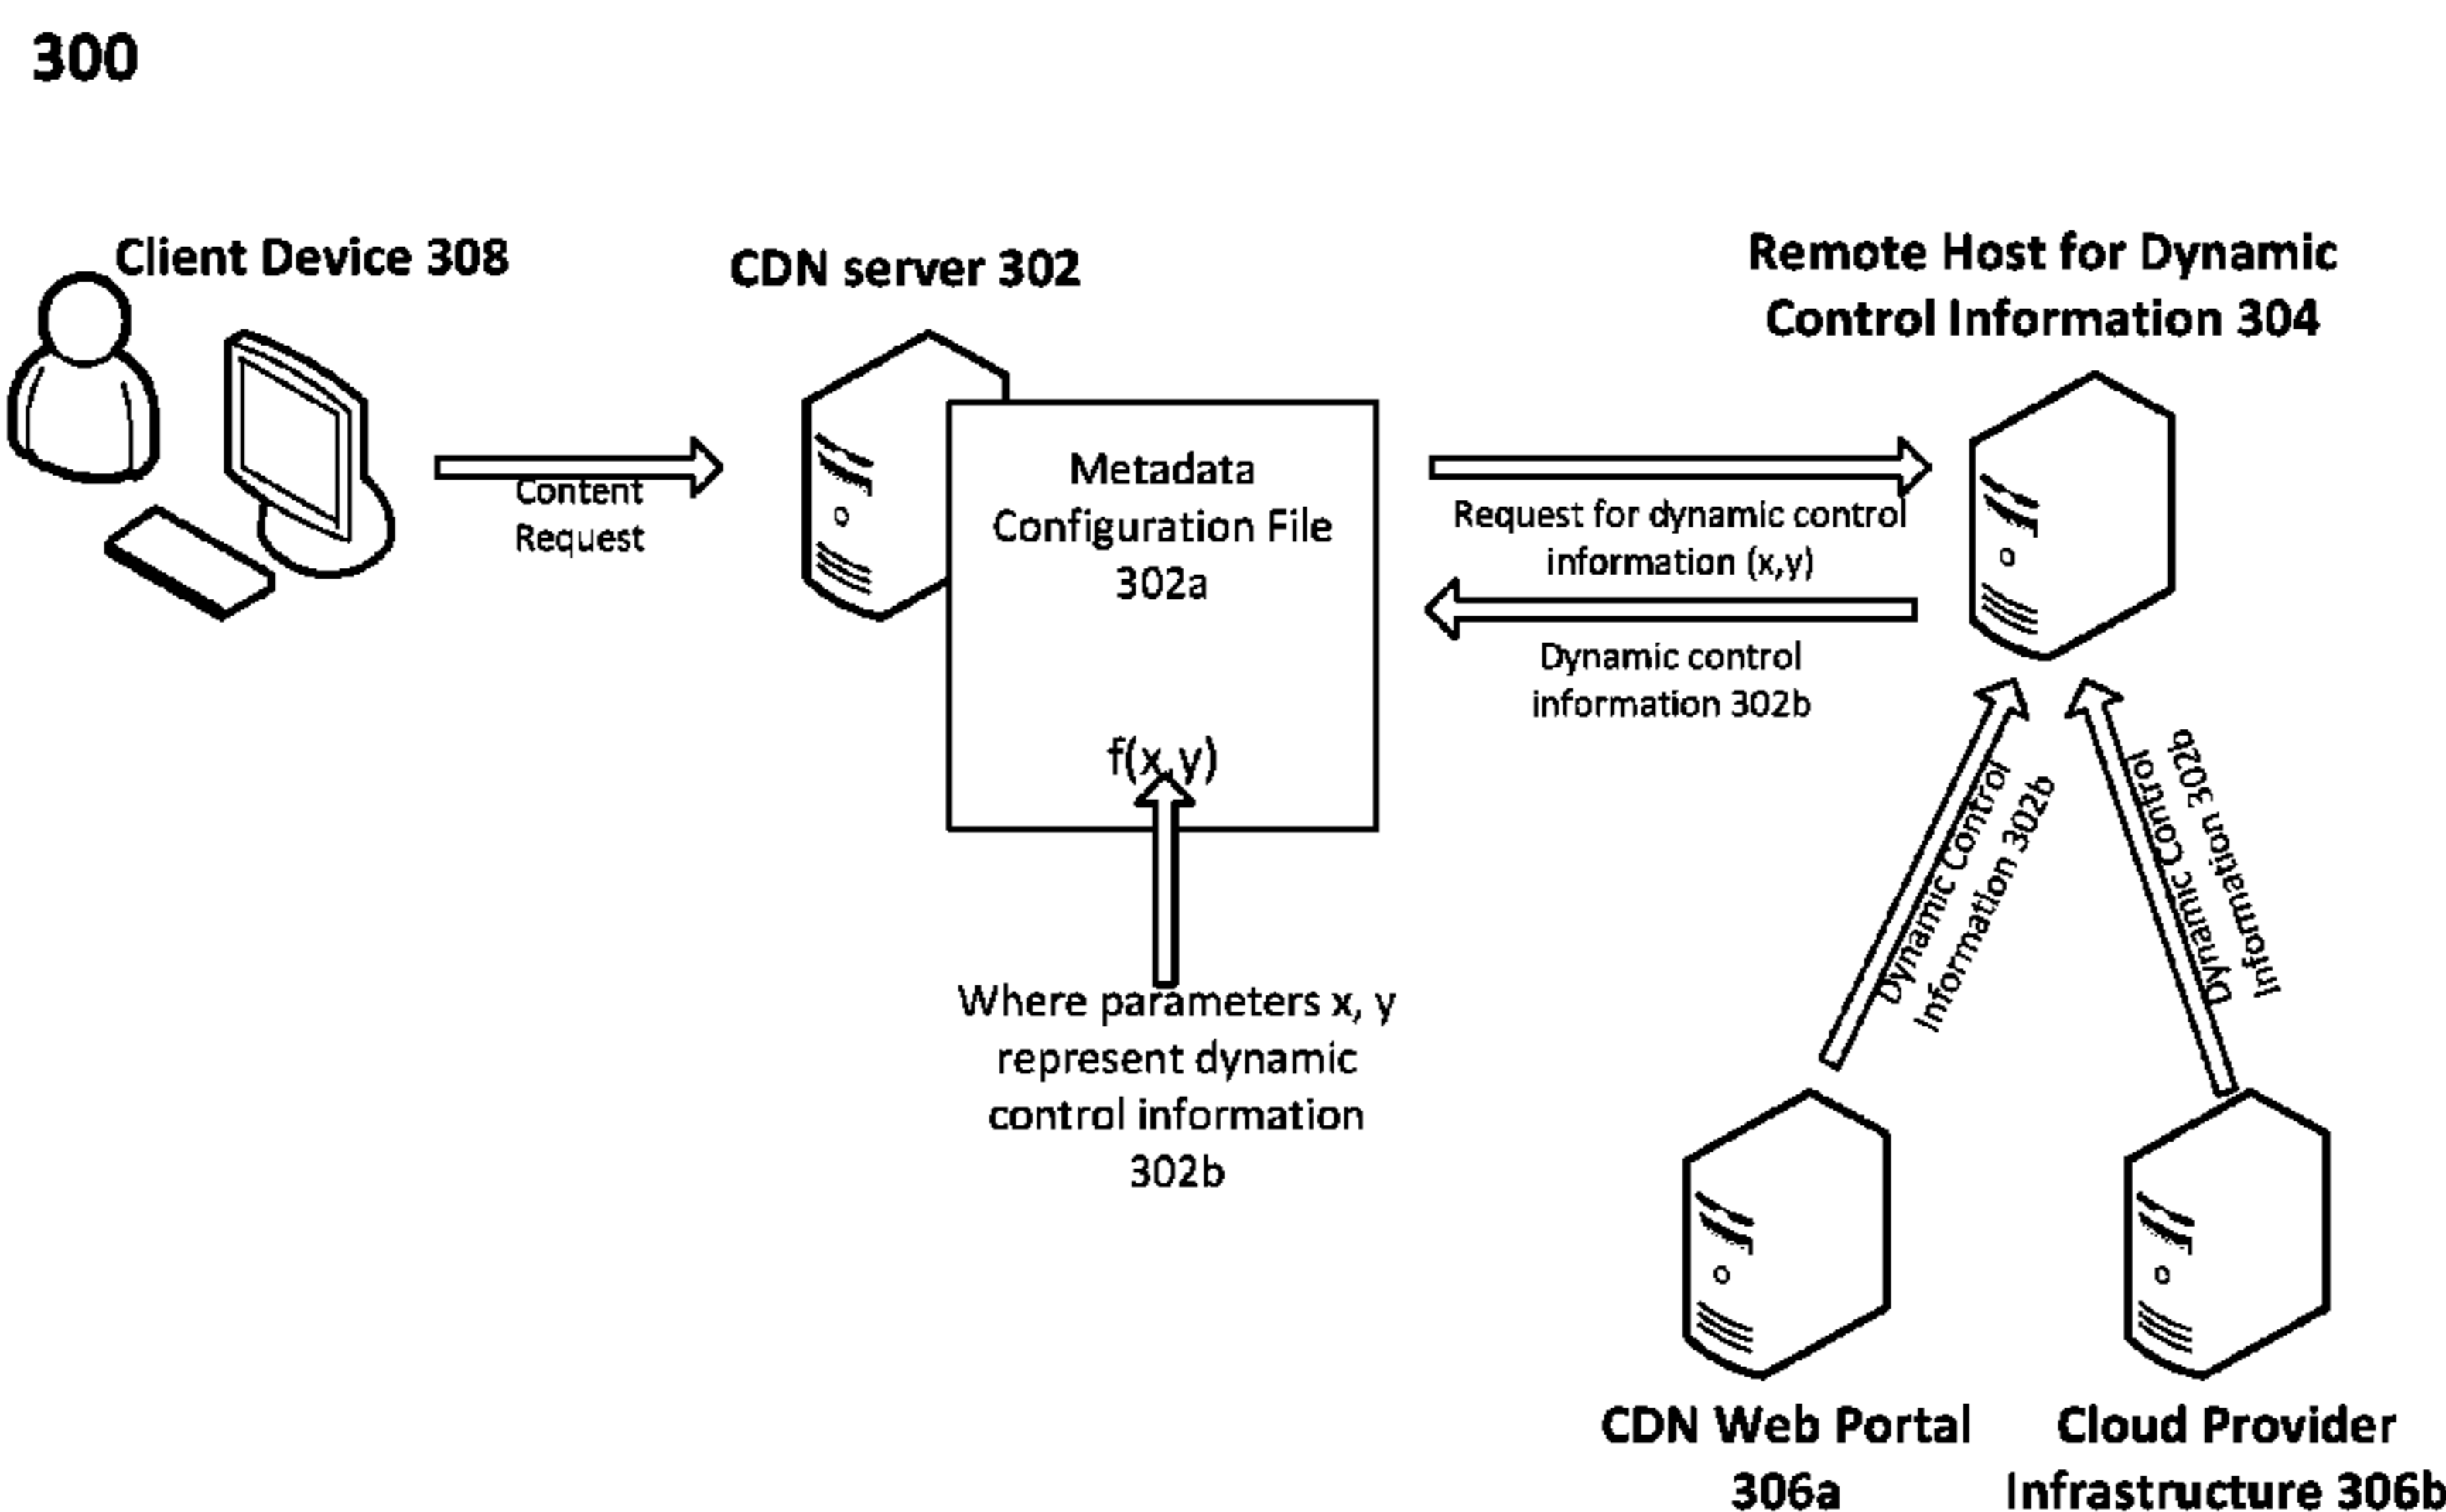 300
Client Device 308
CDN server 302
Remote Host for Dynamic
Control Information 304
Content
Request
Metadata
Configuration File
302a
f(x, y)
Request for dynamic control
information (x,y)
Dynamic control
information 302b
Where parameters x, y
represent dynamic
control information
302b
Dynamic Control
Information 302b
Dynamic Control
Information 302b
CDN Web Portal
306a
Cloud Provider
Infrastructure 306b